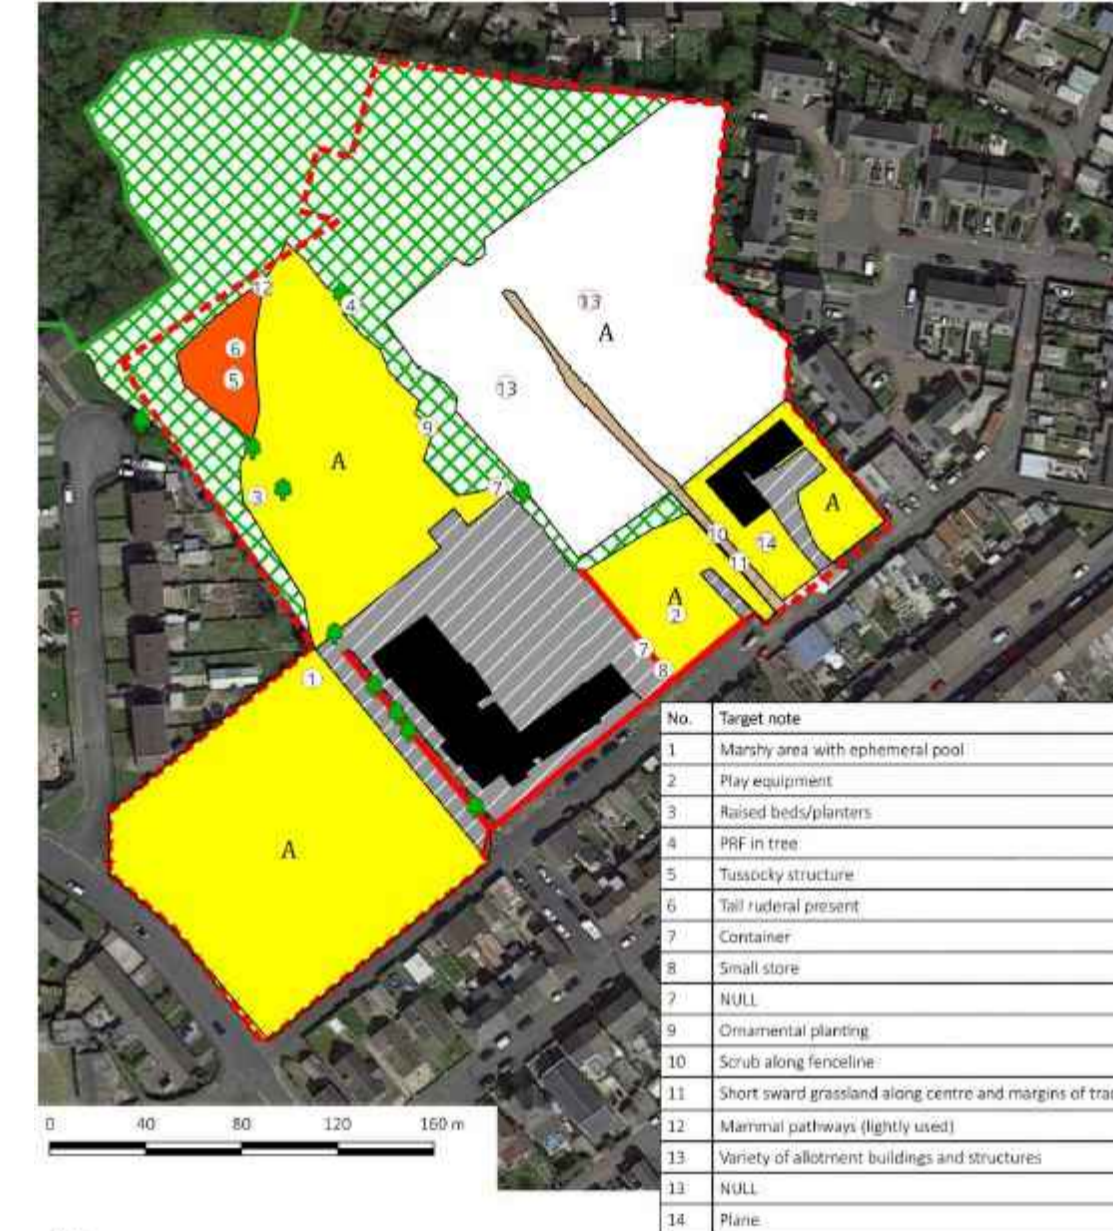 13
A
12
4
6
5
13
9
A
3
7
A
10
14
11
A
2
7
8
1
A
No. Target note
1 Marshy area with ephemeral pool
2 Play equipment
3 Raised beds/planters
4 PRF in tree
5 Tussocky structure
6 Tall ruderal present
7 Container
8 Small store
7 NULL
9 Ornamental planting
10 Scrub along fenceline
11 Short sward grassland along centre and margins of
12 Mammal pathways (lightly used)
13 Variety of allotment buildings and structures
13 NULL
14 Plane
0 40 80 120 160 m